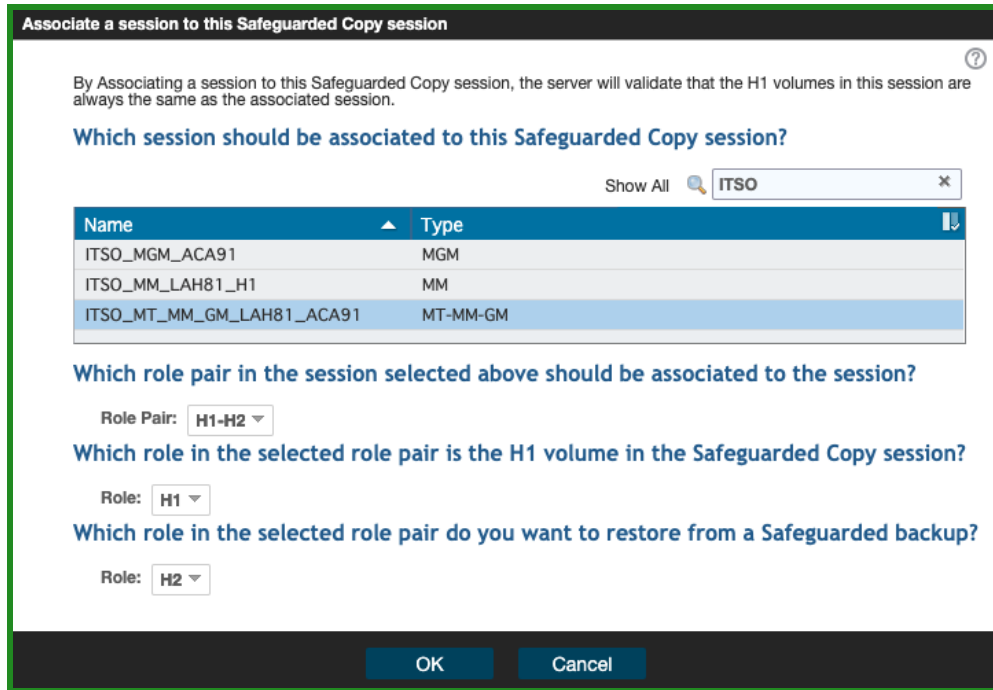 Associate a session to this Safeguarded Copy session
?
By Associating a session to this Safeguarded Copy session, the server will validate that the H1 volumes in this session are
always the same as the associated session.
Which session should be associated to this Safeguarded Copy session?
Show All ITSO ×
Name Type
ITSO_MGM_ACA91 MGM
ITSO_MM_LAH81_H1 MM
ITSO_MT_MM_GM_LAH81_ACA91 MT-MM-GM
Which role pair in the session selected above should be associated to the session?
Role Pair: H1-H2
Which role in the selected role pair is the H1 volume in the Safeguarded Copy session?
Role: H1
Which role in the selected role pair do you want to restore from a Safeguarded backup?
Role: H2
OK Cancel